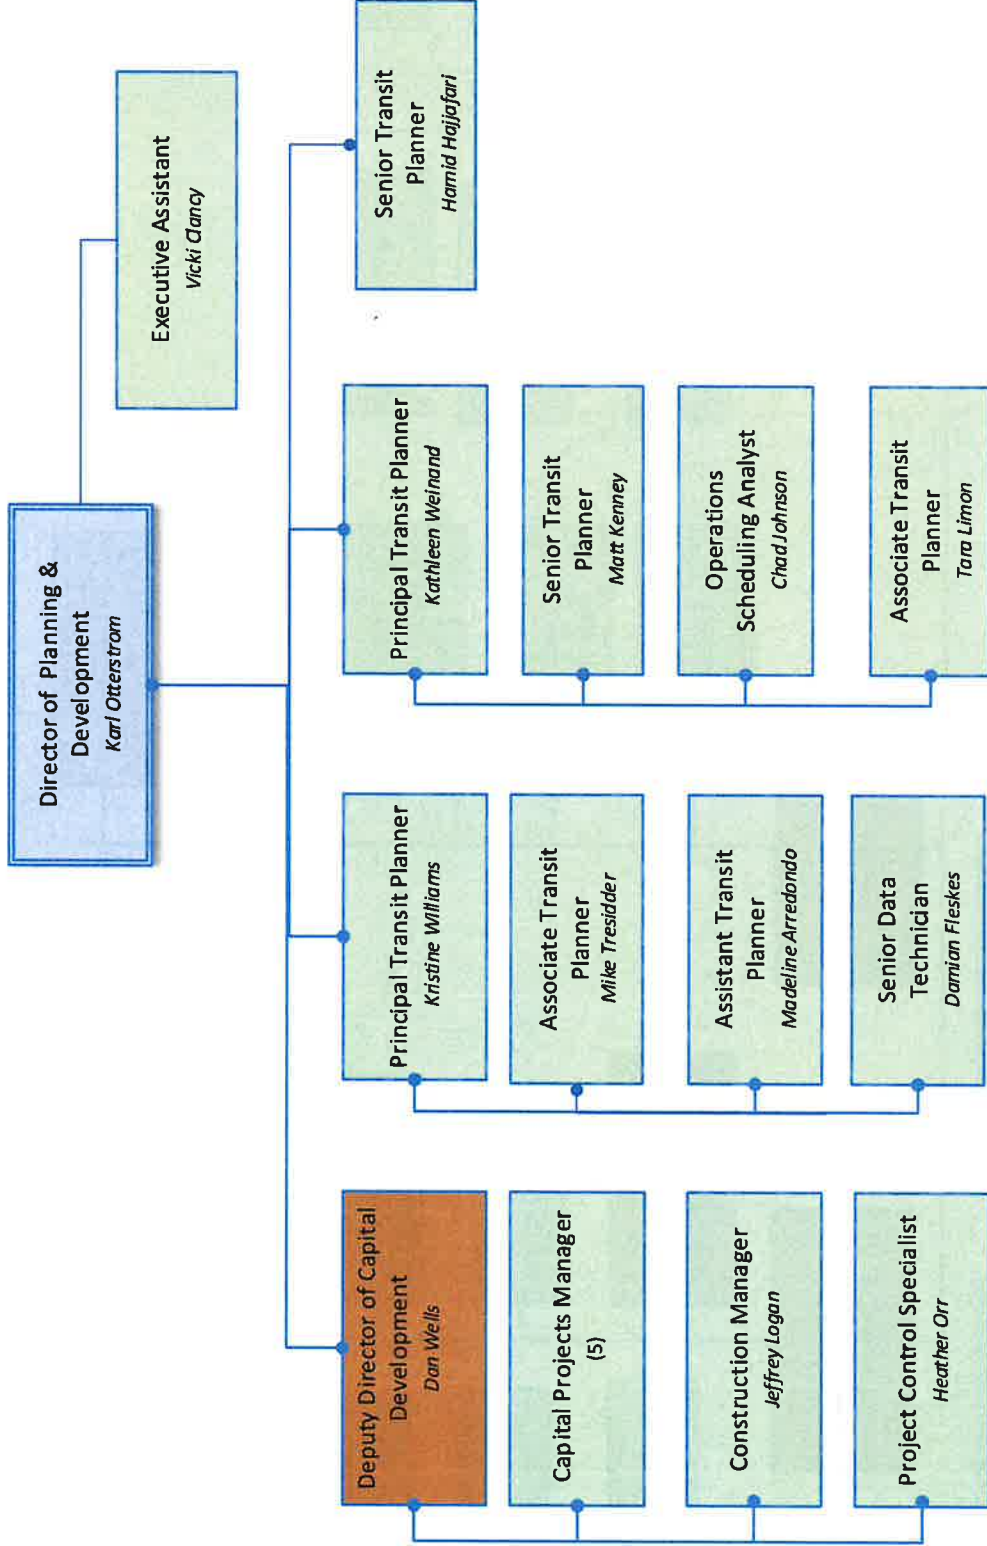 Director of Planning &
Development
Karl Otterstrom
Executive Assistant
Vicki Clancy
Deputy Director of Capital
Development
Dan Wells
Capital Projects Manager
(5)
Construction Manager
Jeffrey Logan
Project Control Specialist
Heather Orr
Principal Transit Planner
Kristine Williams
Associate Transit
Planner
Mike Tresidder
Assistant Transit
Planner
Madeline Arredondo
Senior Data
Technician
Damian Fleskes
Principal Transit Planner
Kathleen Weinand
Senior Transit
Planner
Matt Kenney
Operations
Scheduling Analyst
Chad Johnson
Associate Transit
Planner
Tara Limon
Senior Transit
Planner
Hamid Hajjafari